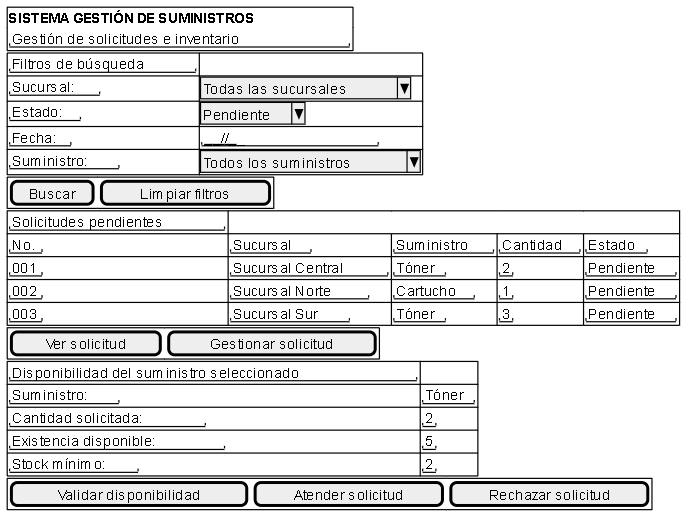 SISTEMA GESTIÓN DE SUMINISTROS
Gestión de solicitudes e inventario
Filtros de búsqueda
Sucursal: Todas las sucursales
Estado: Pendiente
Fecha: __//__
Suministro: Todos los suministros
Buscar Limpiar filtros
Solicitudes pendientes
No. Sucursal Suministro Cantidad Estado
001 Sucursal Central Tóner 2 Pendiente
002 Sucursal Norte Cartucho 1 Pendiente
003 Sucursal Sur Tóner 3 Pendiente
Ver solicitud Gestionar solicitud
Disponibilidad del suministro seleccionado
Suministro: Tóner
Cantidad solicitada: 2
Existencia disponible: 5
Stock mínimo: 2
Validar disponibilidad Atender solicitud Rechazar solicitud